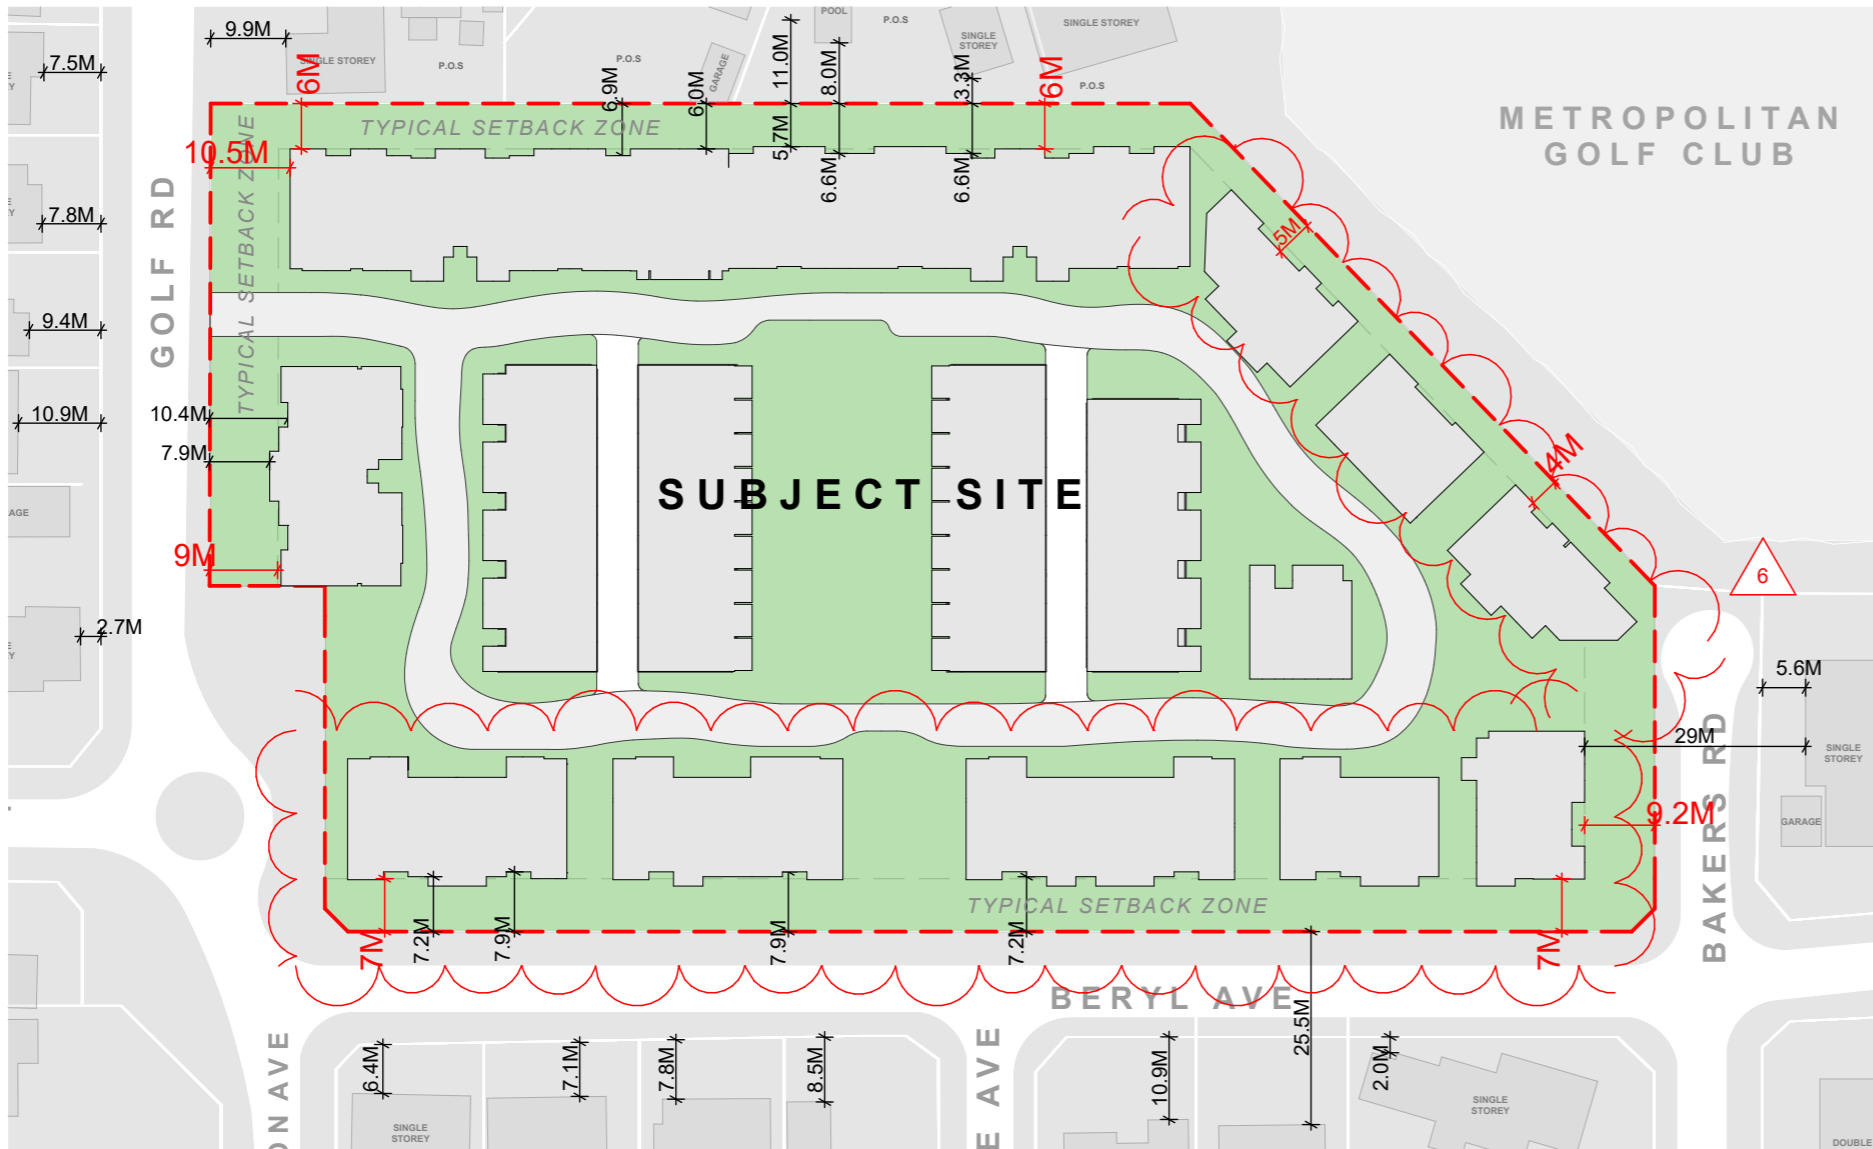 POOL
P.O.S
SINGLE STOREY
9.9M
SINGLE
STOREY
7.5M
SINGLE STOREY
6M
P.O.S
P.O.S
GARAGE
11.0M
8.0M
3.3M
6M
P.O.S
6.9M
6.0M
METROPOLITAN
GOLF CLUB
TYPICAL SETBACK ZONE
5.7M
6.6M
6.6M
10.5M
TYPICAL SETBACK ZONE
GOLF RD
7.8M
5M
9.4M
10.9M
10.4M
7.9M
4M
SUBJECT SITE
AGE
9M
6
2.7M
5.6M
29M
SINGLE
STOREY
BAKERS RD
9.2M
GARAGE
TYPICAL SETBACK ZONE
7M
7.2M
7.9M
7.9M
7.2M
7M
BERYL AVE
25.5M
ON AVE
E AVE
6.4M
7.1M
7.8M
8.5M
10.9M
2.0M
SINGLE
STOREY
SINGLE
STOREY
DOUBLE